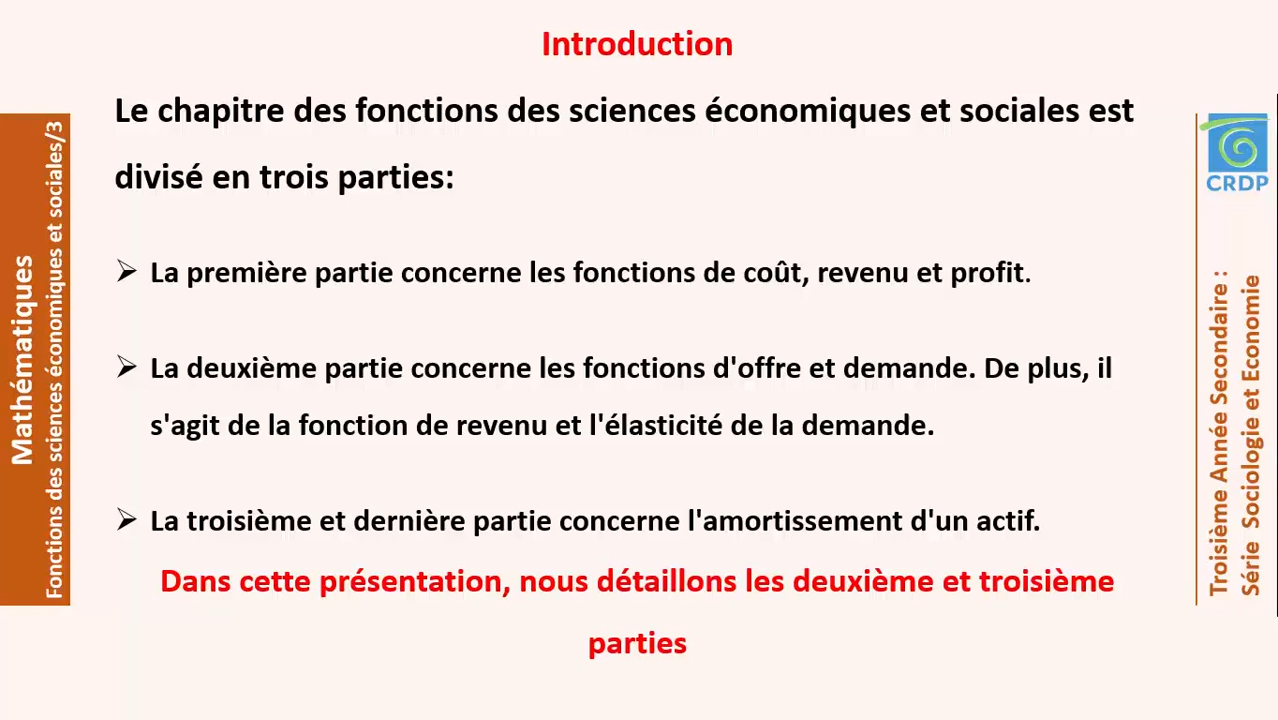 Introduction
Le chapitre des fonctions des sciences économiques et sociales est
divisé en trois parties:
➢ La première partie concerne les fonctions de coût, revenu et profit.
➢ La deuxième partie concerne les fonctions d'offre et demande. De plus, il
s'agit de la fonction de revenu et l'élasticité de la demande.
➢ La troisième et dernière partie concerne l'amortissement d'un actif.
Dans cette présentation, nous détaillons les deuxième et troisième
parties
Mathématiques
Fonctions des sciences économiques et sociales/3
CRDP
Troisième Année Secondaire :
Série Sociologie et Economie